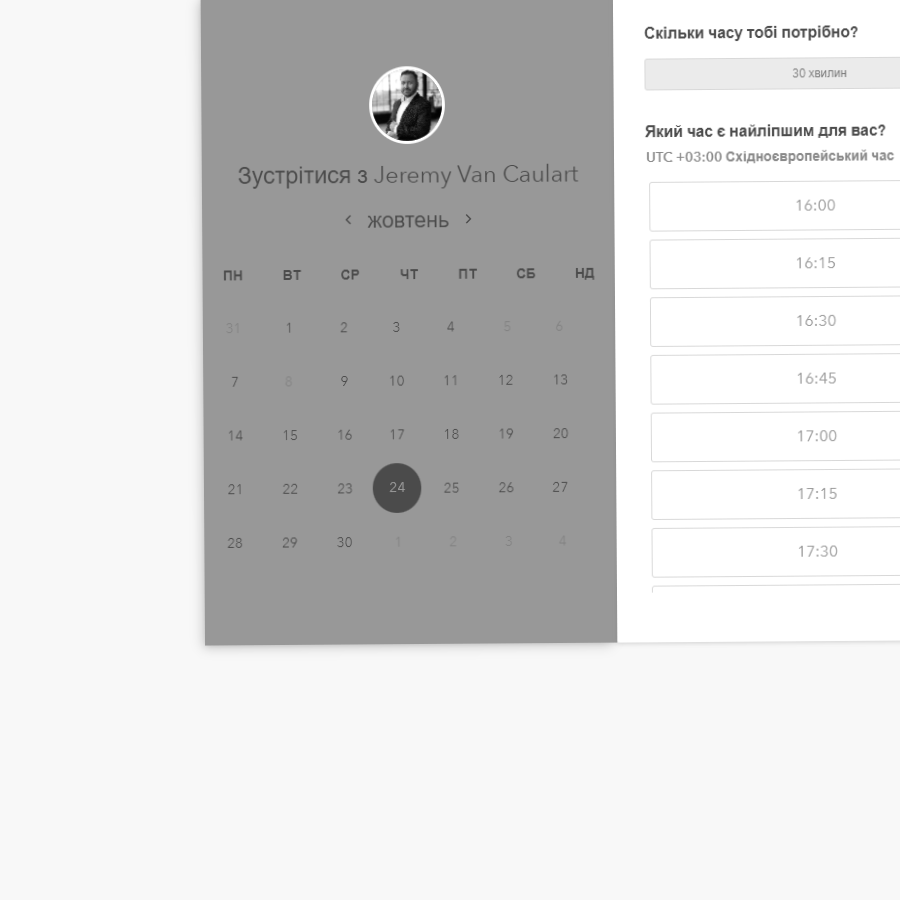 Зустрітися з Jeremy Van Caulart
‹ жовтень ›
ПН ВТ СР ЧТ ПТ СБ НД
31 1 2 3 4 5 6
7 8 9 10 11 12 13
14 15 16 17 18 19 20
21 22 23 24 25 26 27
28 29 30 1 2 3 4
Скільки часу тобі потрібно?
30 хвилин
Який час є найліпшим для вас?
UTC +03:00 Східноєвропейський час
16:00
16:15
16:30
16:45
17:00
17:15
17:30